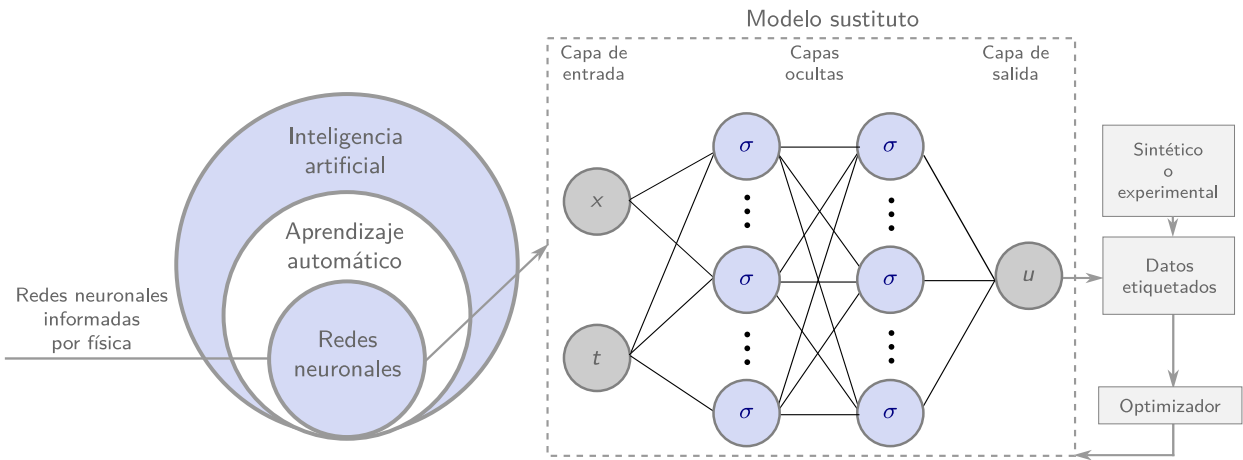 Modelo sustituto
Capa de
entrada
Capas
ocultas
Capa de
salida
Inteligencia
artificial
Aprendizaje
automático
Redes
neuronales
Redes neuronales
informadas
por física
x
t
σ
σ
σ
σ
σ
σ
u
Sintético
o
experimental
Datos
etiquetados
Optimizador